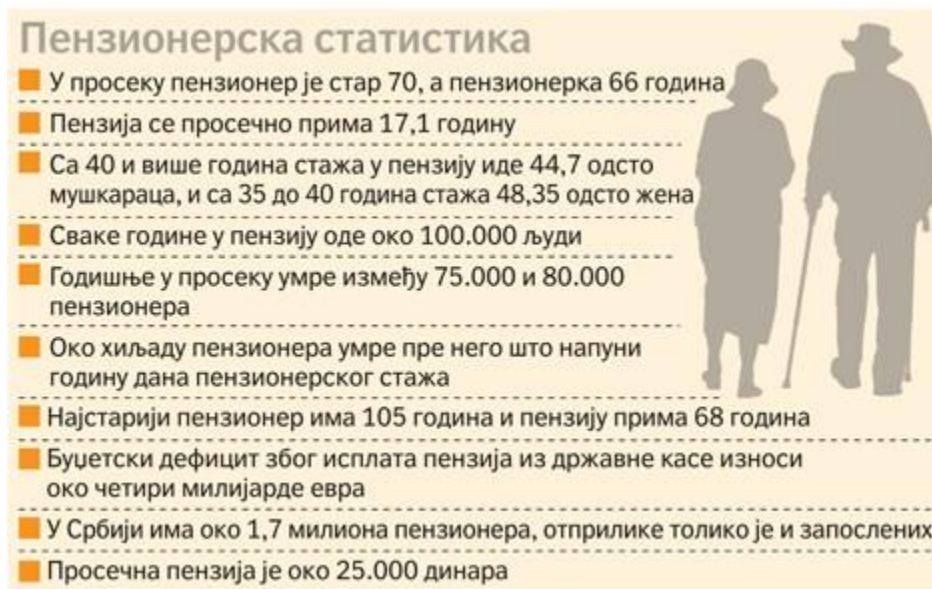 Пензионерска статистика
У просеку пензионер је стар 70, а пензионерка 66 година
Пензија се просечно прима 17,1 годину
Са 40 и више година стажа у пензију иде 44,7 одсто
мушкараца, и са 35 до 40 година стажа 48,35 одсто жена
Сваке године у пензију оде око 100.000 људи
Годишње у просеку умре између 75.000 и 80.000
пензионера
Око хиљаду пензионера умре пре него што напуни
годину дана пензионерског стажа
Најстарији пензионер има 105 година и пензију прима 68 година
Буџетски дефицит због исплата пензија из државне касе износи
око четири милијарде евра
У Србији има око 1,7 милиона пензионера, отприлике толико је и запослених
Просечна пензија је око 25.000 динара